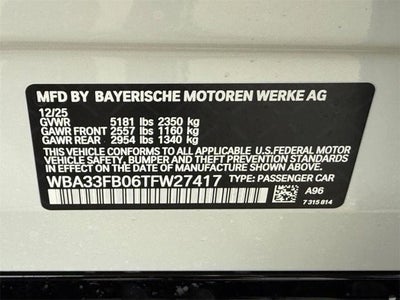 MFD BY BAYERISCHE MOTOREN WERKE AG
12/25
GVWR 5181 lbs 2350 kg
GAWR FRONT 2557 lbs 1160 kg
GAWR REAR 2954 lbs 1340 kg
THIS VEHICLE CONFORMS TO ALL APPLICABLE U.S.FEDERAL MOTOR
VEHICLE SAFETY, BUMPER AND THEFT PREVENTION STANDARDS
IN EFFECT ON THE DATE OF MANUFACTURE SHOWN ABOVE.
WBA33FB06TFW27417 TYPE: PASSENGER CAR
A96
7 315 814